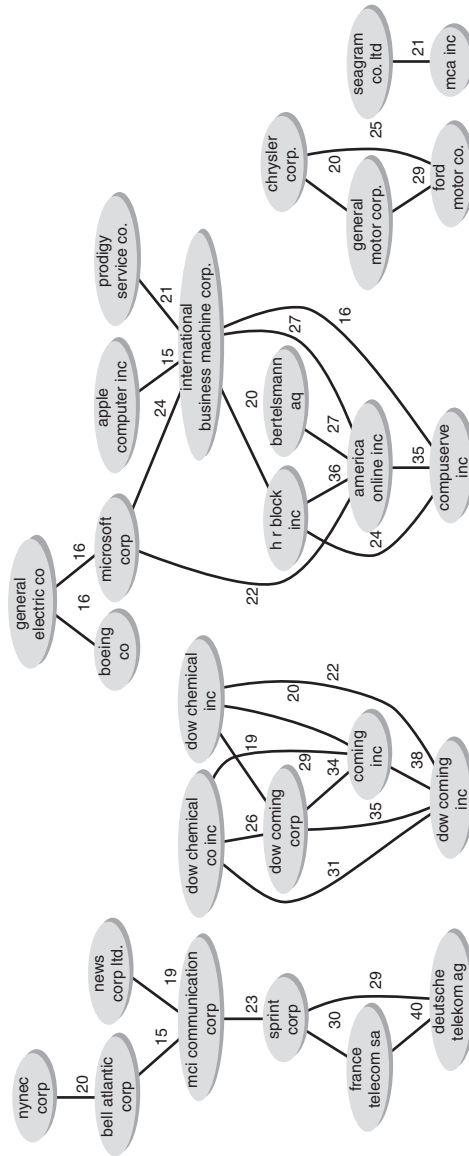 nynec
corp
20
bell atlantic
corp
news
corp ltd.
15
19
mci communication
corp
23
sprint
corp
30
29
france
telecom sa
40
deutsche
telekom ag
dow chemical
co inc
dow chemical
inc
26
19
dow coming
corp
29
20
22
34
coming
inc
31
35
38
dow coming
inc
general
electric co
16
16
boeing
co
microsoft
corp
apple
computer inc
prodigy
service co.
24
15
21
international
business machine corp.
22
20
27
16
h r block
inc
bertelsmann
aq
36
27
america
online inc
24
35
compuserve
inc
chrysler
corp.
20
25
general
motor corp.
29
ford
motor co.
seagram
co. ltd
21
mca inc